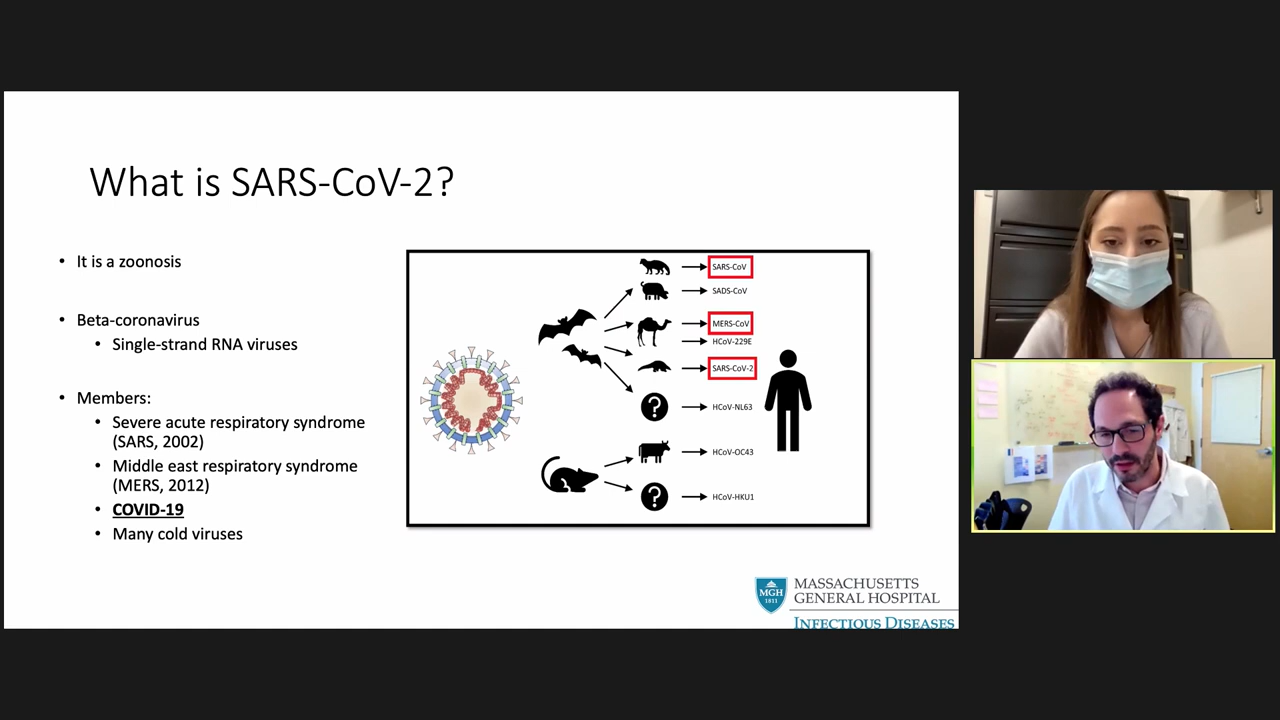 What is SARS-CoV-2?
• It is a zoonosis
• Beta-coronavirus
• Single-strand RNA viruses
• Members:
• Severe acute respiratory syndrome
(SARS, 2002)
• Middle east respiratory syndrome
(MERS, 2012)
• COVID-19
• Many cold viruses
SARS-CoV
SADS-CoV
MERS-CoV
HCoV-229E
SARS-CoV-2
?
HCoV-NL63
HCoV-OC43
?
HCoV-HKU1
MGH
1811
MASSACHUSETTS
GENERAL HOSPITAL
INFECTIOUS DISEASES